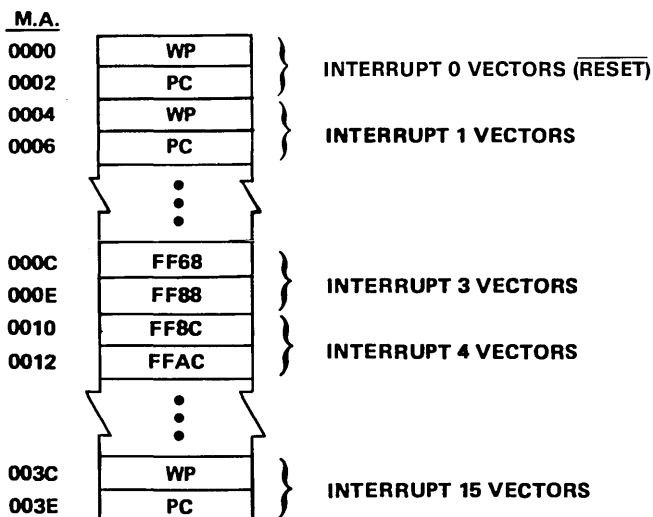 M.A.
0000 WP
INTERRUPT 0 VECTORS (RESET)
0002 PC
0004 WP
INTERRUPT 1 VECTORS
0006 PC
000C FF68
INTERRUPT 3 VECTORS
000E FF88
0010 FF8C
INTERRUPT 4 VECTORS
0012 FFAC
003C WP
INTERRUPT 15 VECTORS
003E PC